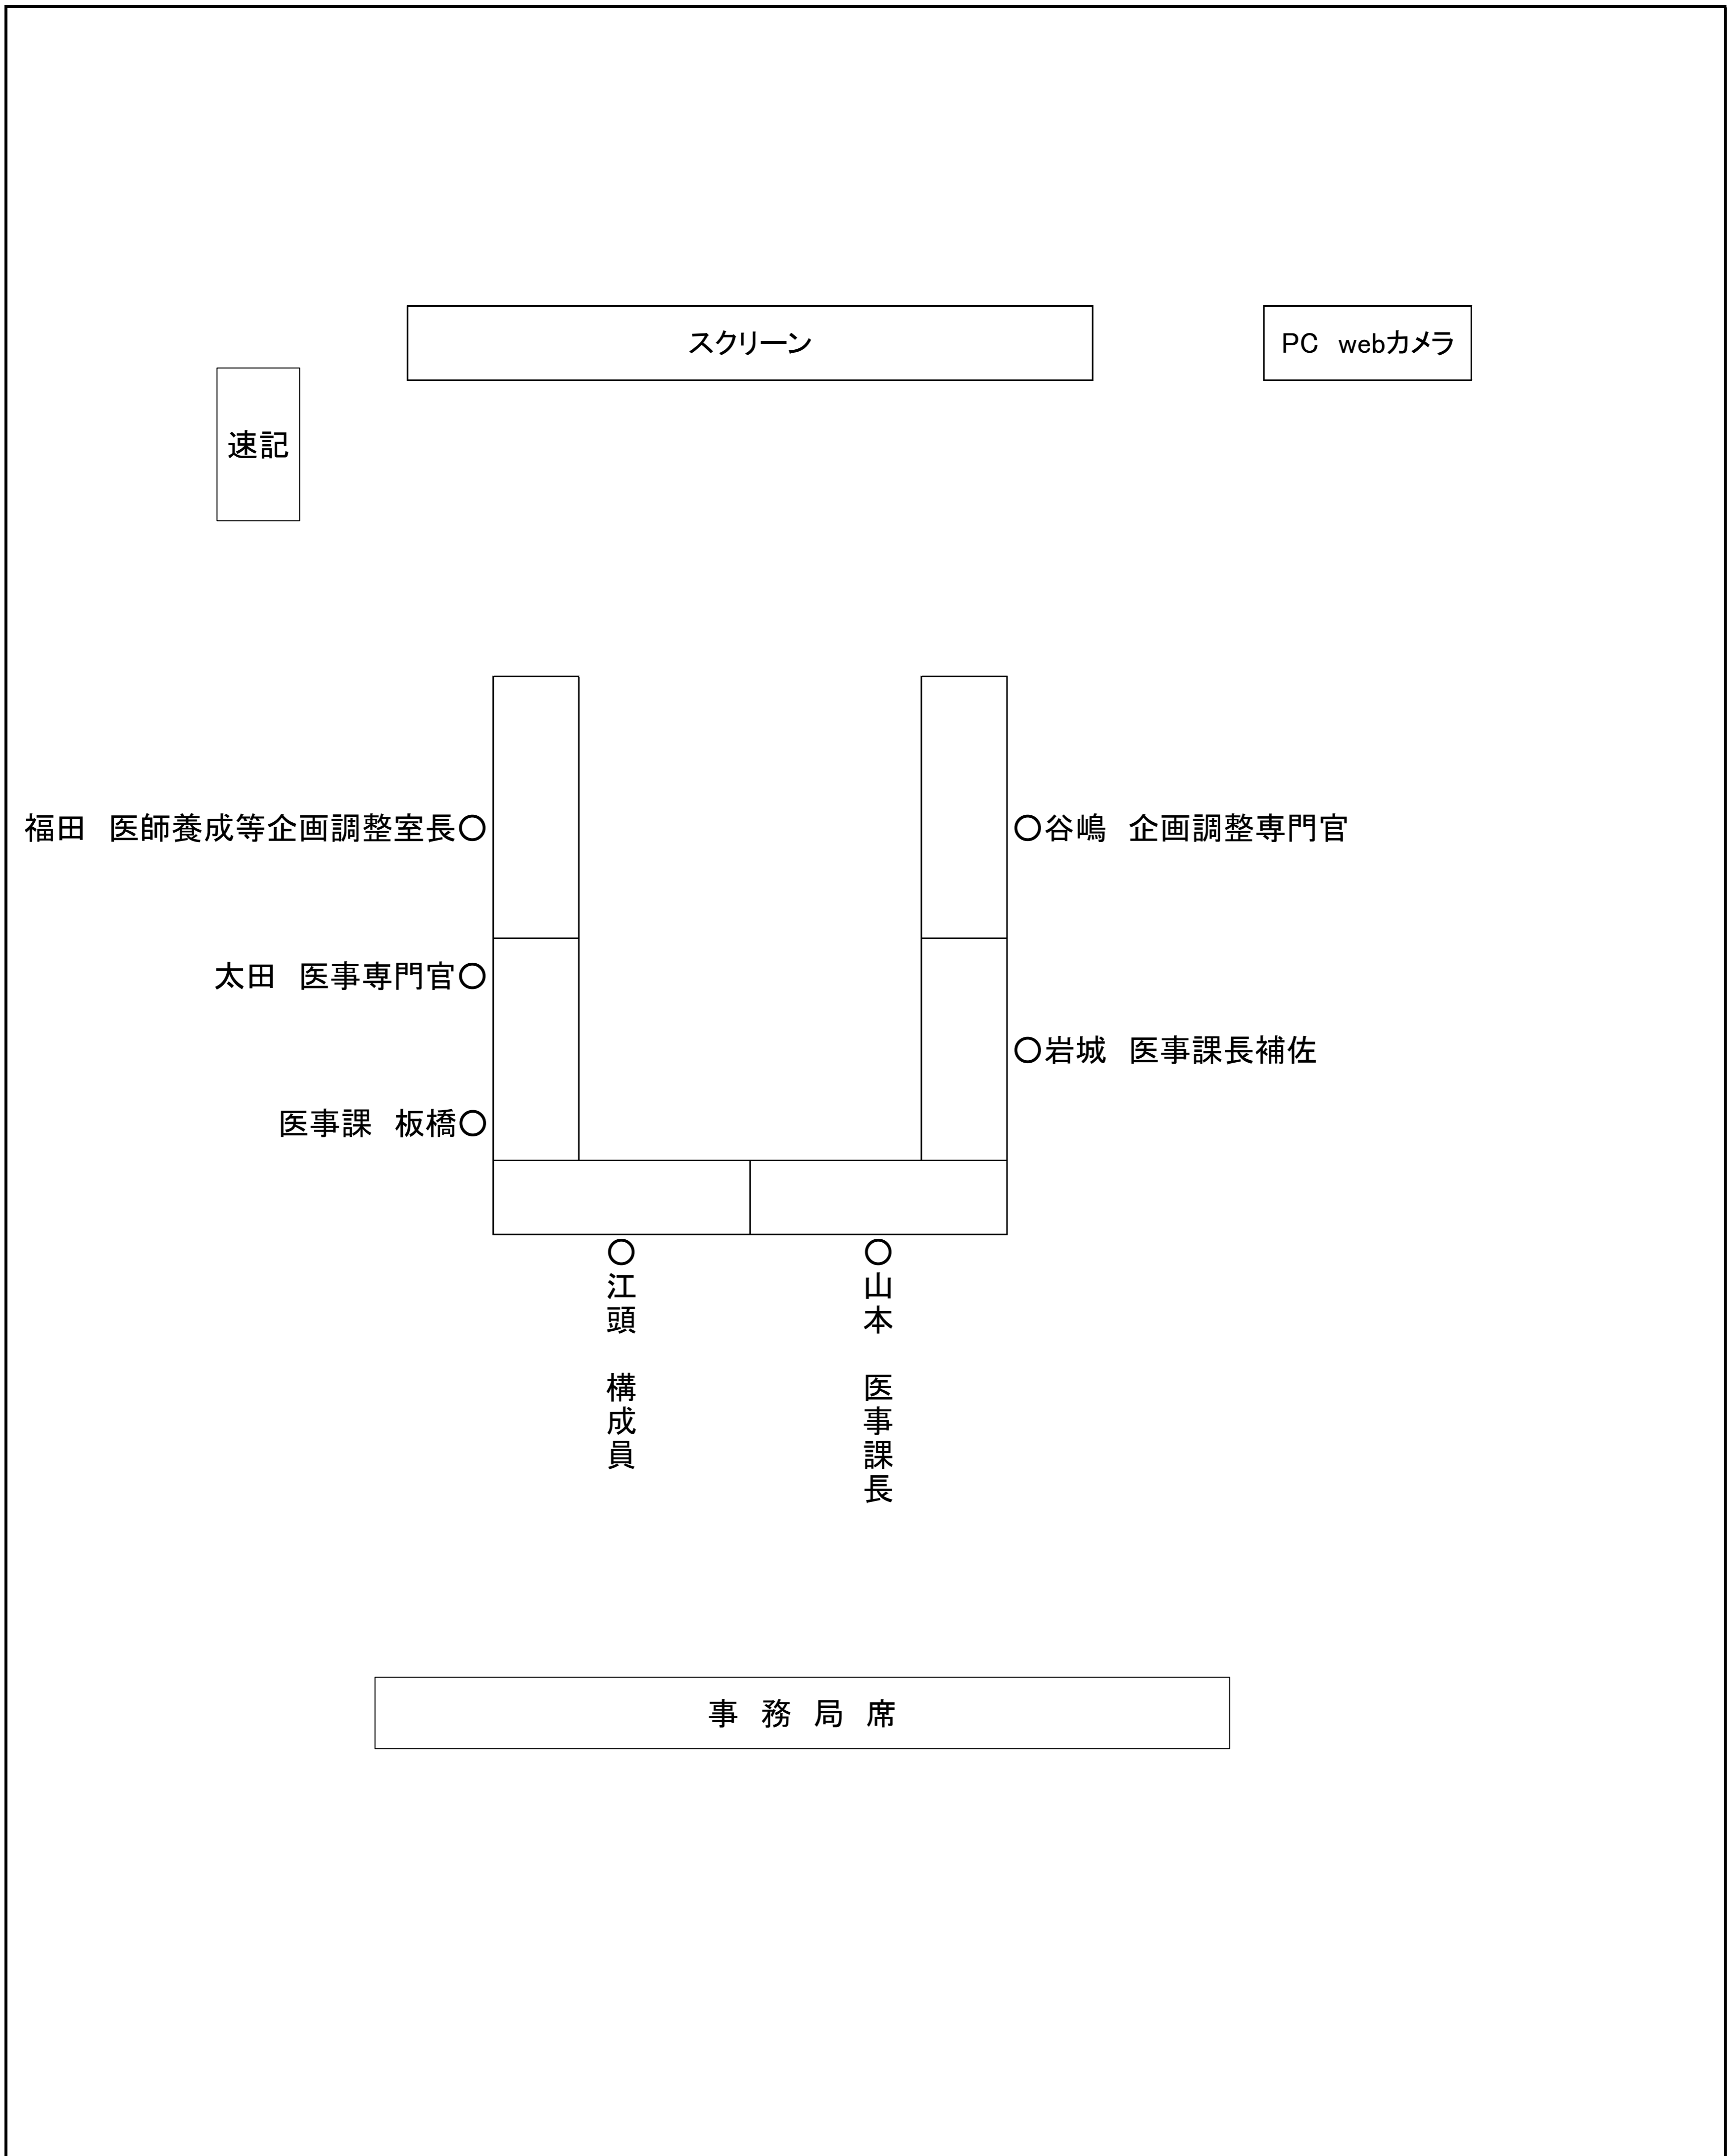 スクリーン
PC　webカメラ
速記
福田　医師養成等企画調整室長○
○谷嶋　企画調整専門官
太田　医事専門官○
○岩城　医事課長補佐
医事課　板橋○
○江頭　構成員
○山本　医事課長
事　務　局　席